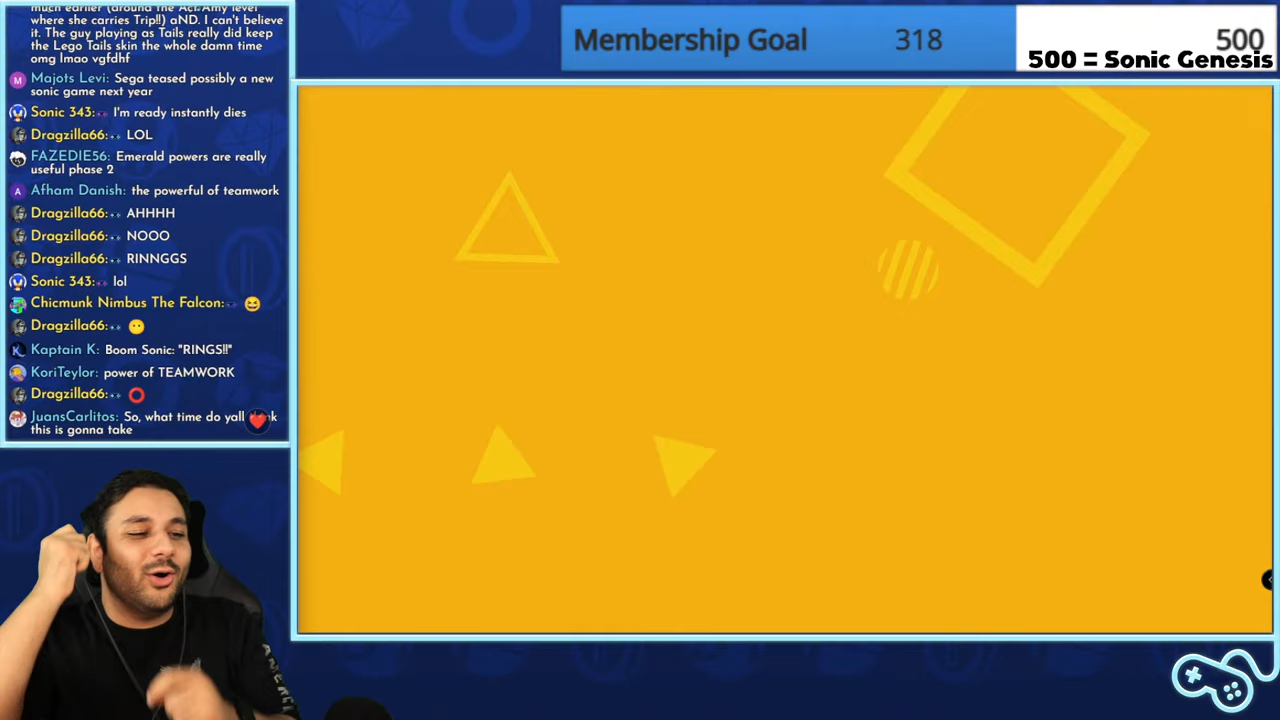 much earlier (around the Act Amy level
where she carries Trip!!) aND. I can't believe
it. The guy playing as Tails really did keep
the Lego Tails skin the whole damn time
omg lmao vgfdhf
M Majots Levi: Sega teased possibly a new
sonic game next year
Sonic 343: I'm ready instantly dies
Dragzilla66: LOL
FAZEDIE56: Emerald powers are really
useful phase 2
A Afham Danish: the powerful of teamwork
Dragzilla66: AHHHH
Dragzilla66: NOOO
Dragzilla66: RINNGGS
Sonic 343: lol
Chicmunk Nimbus The Falcon: 😆
Dragzilla66: 😶
Kaptain K: Boom Sonic: "RINGS!!"
KoriTeylor: power of TEAMWORK
Dragzilla66: ⭕
JuansCarlitos: So, what time do yall
this is gonna take
Membership Goal 318 500
500 = Sonic Genesis